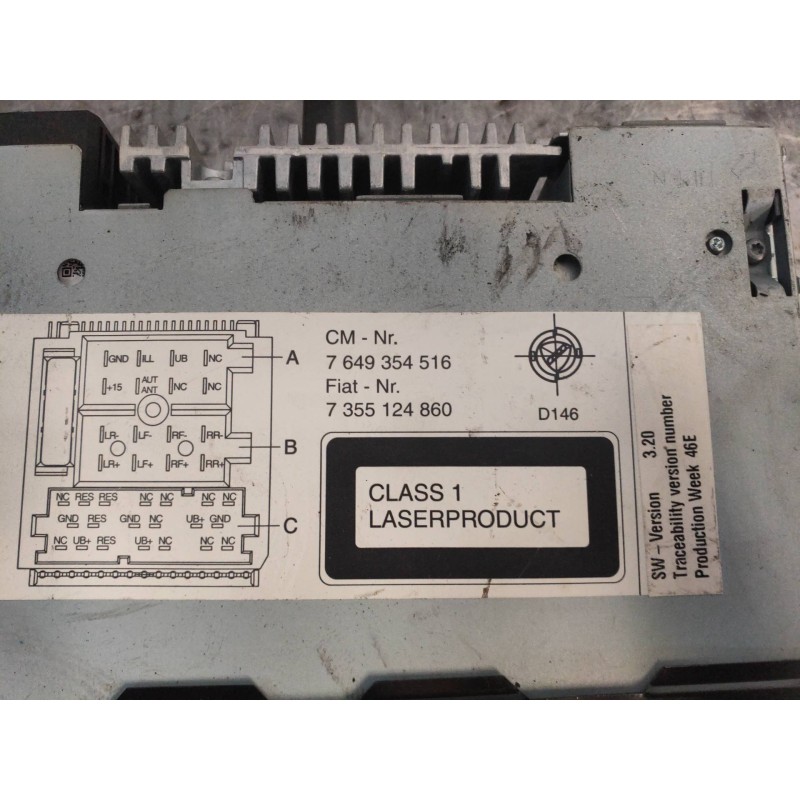 GND ILL UB NC A
+15 AUT ANT NC NC
LR- LF- RF- RR- B
LR+ LF+ RF+ RR+
NC RES RES NC NC NC NC
GND RES GND NC UB+ GND C
NC UB+ RES UB+ NC NC NC
CM - Nr.
7 649 354 516
Fiat - Nr.
7 355 124 860
D146
CLASS 1
LASERPRODUCT
SW - Version 3.20
Traceability version number
Production Week 46E
2